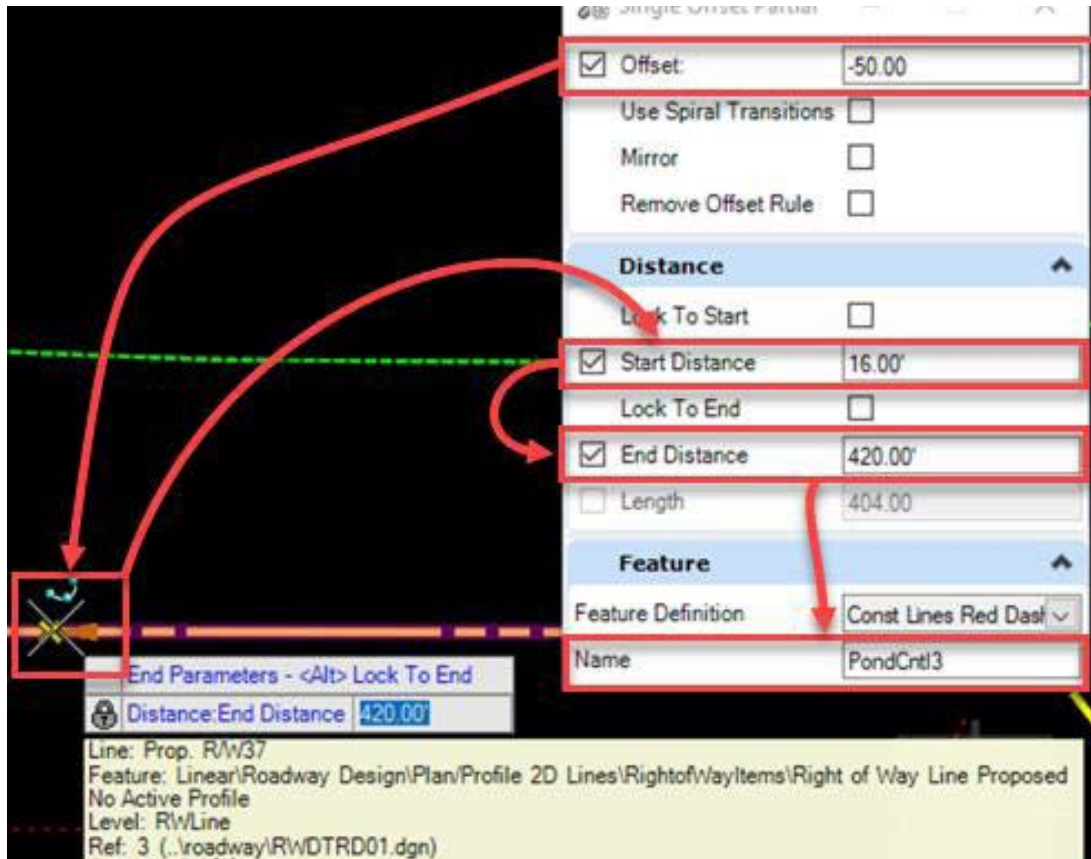 Single Offset Partial
Offset: -50.00
Use Spiral Transitions
Mirror
Remove Offset Rule
Distance
Lock To Start
Start Distance 16.00'
Lock To End
End Distance 420.00'
Length 404.00
Feature
Feature Definition Const Lines Red Dash
Name PondCntl3
End Parameters - <Alt> Lock To End
Distance:End Distance 420.00'
Line: Prop. R/W37
Feature: Linear\Roadway Design\Plan/Profile 2D Lines\RightofWayItems\Right of Way Line Proposed
No Active Profile
Level: RWLine
Ref: 3 (..\roadway\RWDTRD01.dgn)